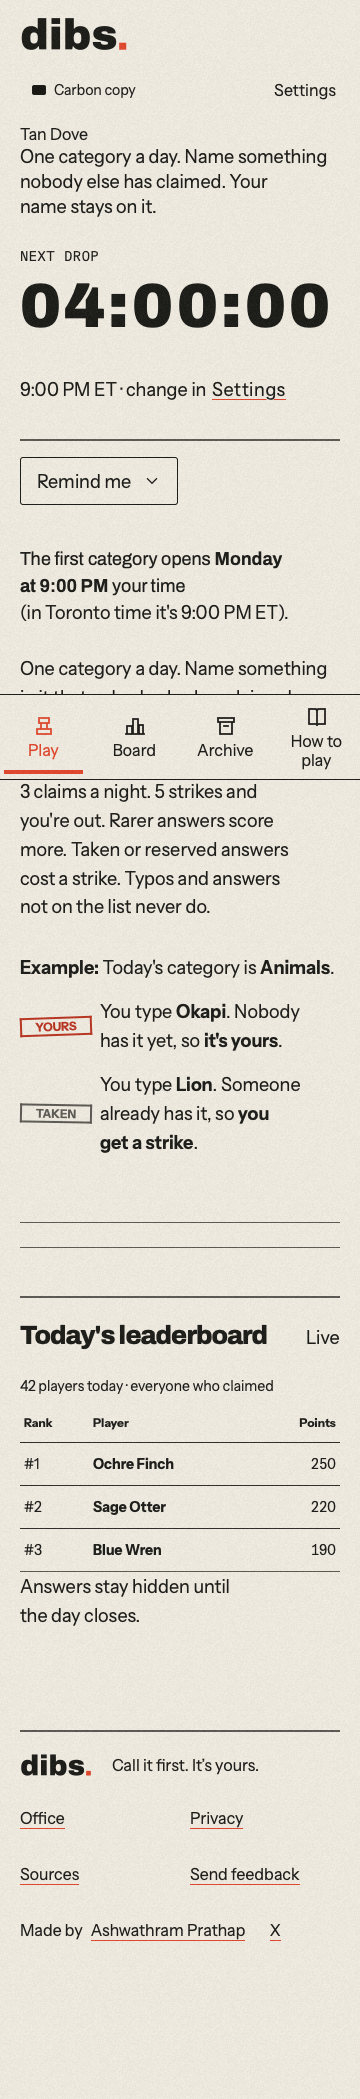 dibs.
Carbon copy
Settings
Tan Dove
One category a day. Name something
nobody else has claimed. Your
name stays on it.
NEXT DROP
04:00:00
9:00 PM ET · change in Settings
Remind me
The first category opens Monday
at 9:00 PM your time
(in Toronto time it's 9:00 PM ET).
One category a day. Name something
Play
Board
Archive
How to
play
3 claims a night. 5 strikes and
you're out. Rarer answers score
more. Taken or reserved answers
cost a strike. Typos and answers
not on the list never do.
Example: Today's category is Animals.
YOURS
You type Okapi. Nobody
has it yet, so it's yours.
TAKEN
You type Lion. Someone
already has it, so you
get a strike.
Today's leaderboard
Live
42 players today · everyone who claimed
Rank Player Points
#1 Ochre Finch 250
#2 Sage Otter 220
#3 Blue Wren 190
Answers stay hidden until
the day closes.
dibs. Call it first. It's yours.
Office Privacy
Sources Send feedback
Made by Ashwathram Prathap X